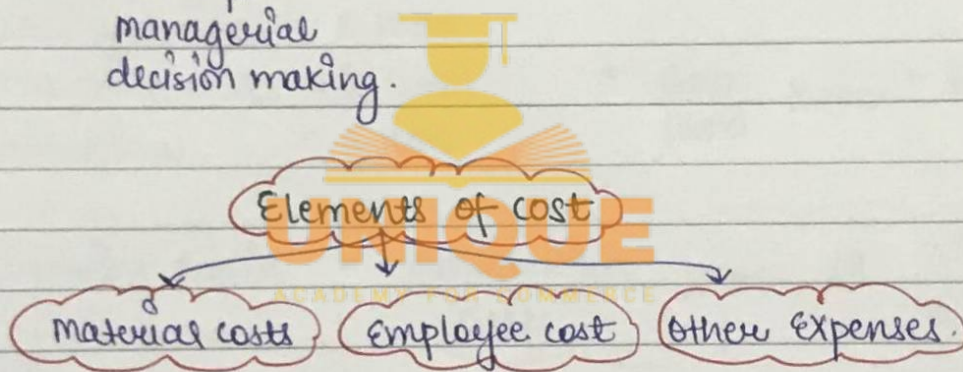 managerial
decision making.
Elements of cost
UNIQUE
ACADEMY FOR COMMERCE
Material costs Employee cost Other Expenses.